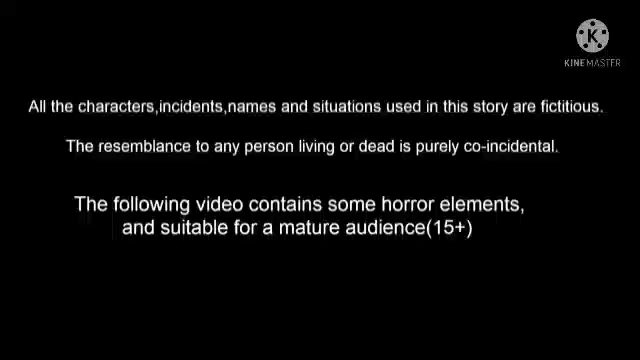 KINEMASTER
All the characters,incidents,names and situations used in this story are fictitious.
The resemblance to any person living or dead is purely co-incidental.
The following video contains some horror elements,
and suitable for a mature audience(15+)